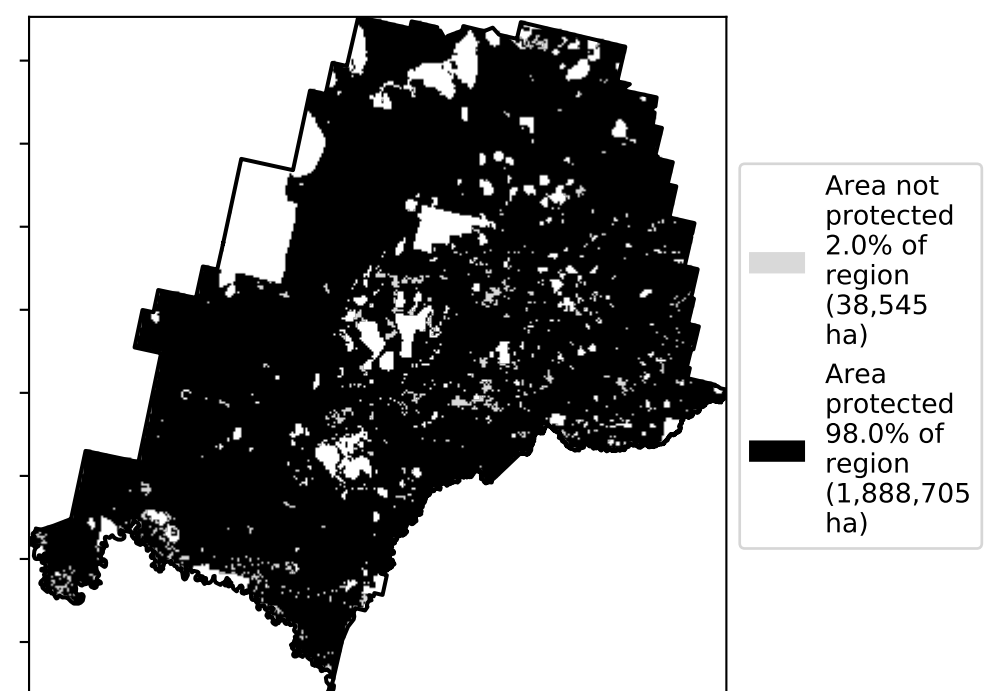 Area not
protected
2.0% of
region
(38,545
ha)
Area
protected
98.0% of
region
(1,888,705
ha)